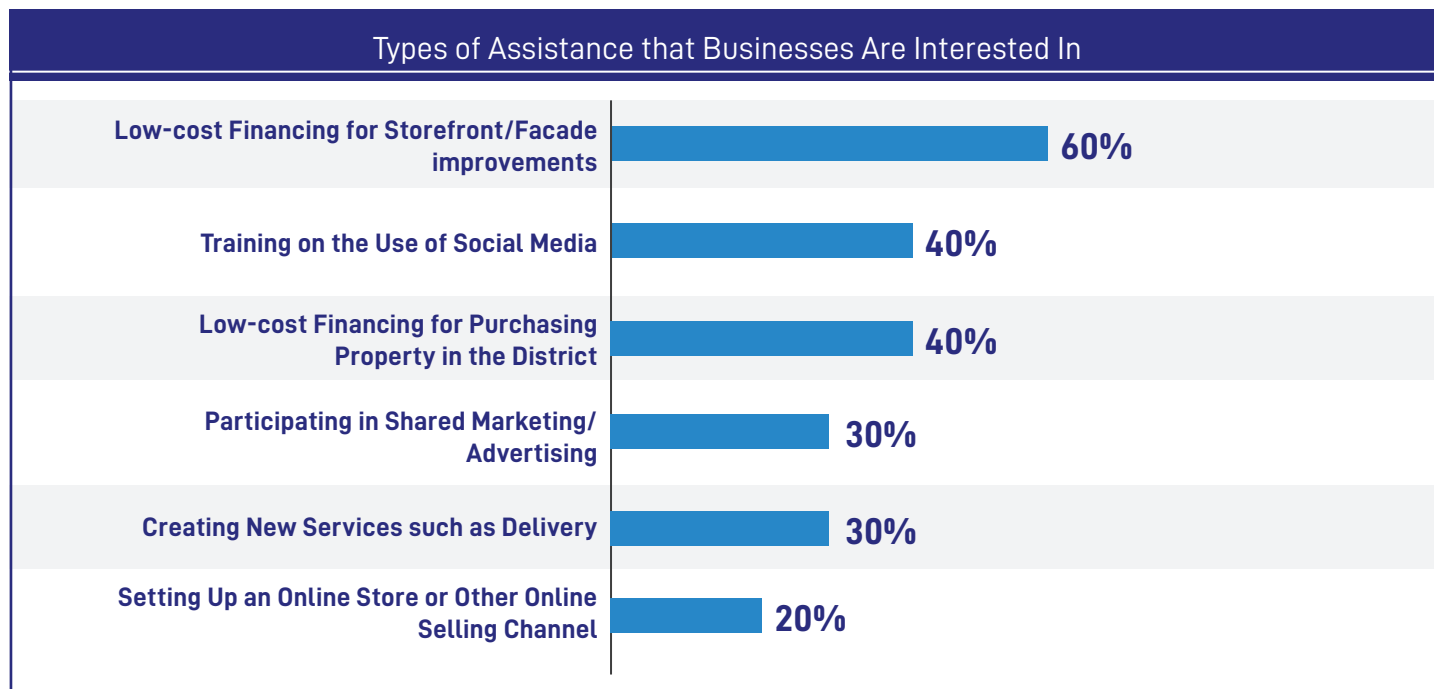 Types of Assistance that Businesses Are Interested In
Low-cost Financing for Storefront/Facade
improvements
60%
Training on the Use of Social Media
40%
Low-cost Financing for Purchasing
Property in the District
40%
Participating in Shared Marketing/
Advertising
30%
Creating New Services such as Delivery
30%
Setting Up an Online Store or Other Online
Selling Channel
20%